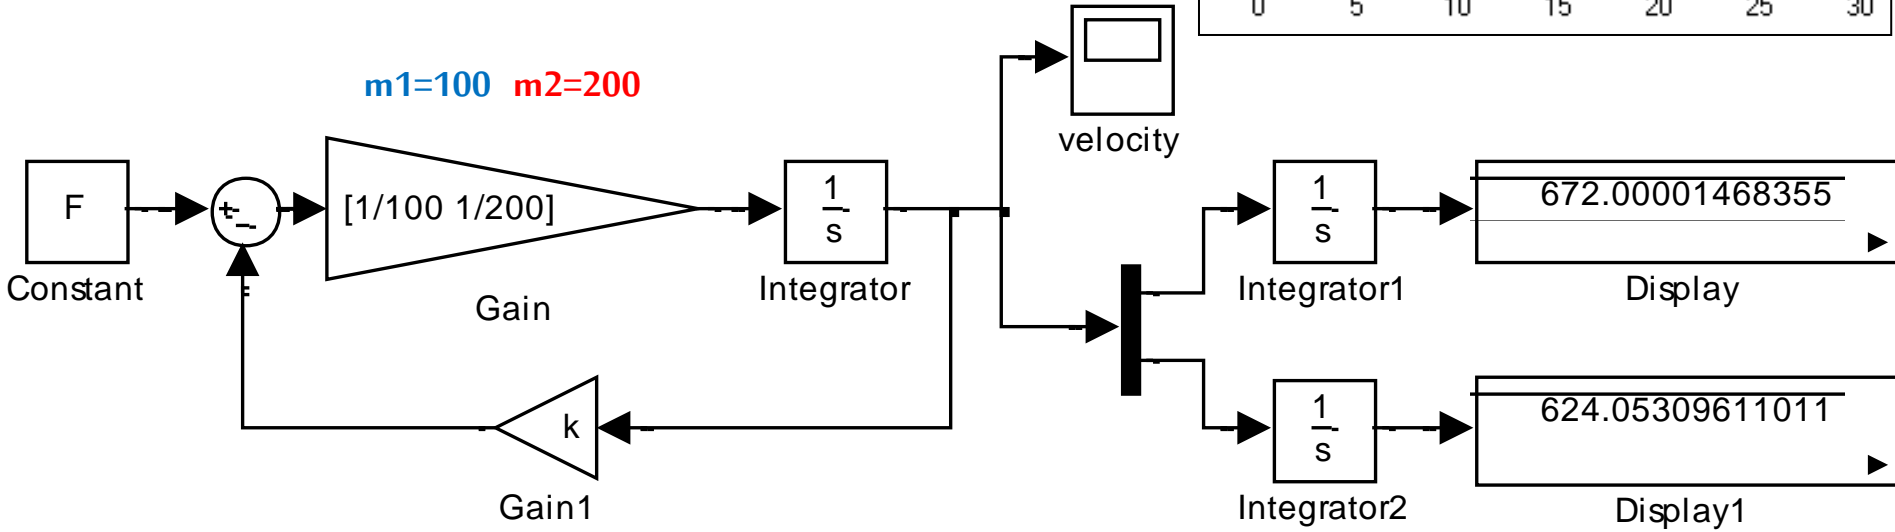 0 5 10 15 20 25 30
m1=100 m2=200
velocity
F
+
−
[1/100 1/200]
1
s
1
s
672.00001468355
Constant
Gain
Integrator
Integrator1
Display
k
1
s
624.05309611011
Gain1
Integrator2
Display1